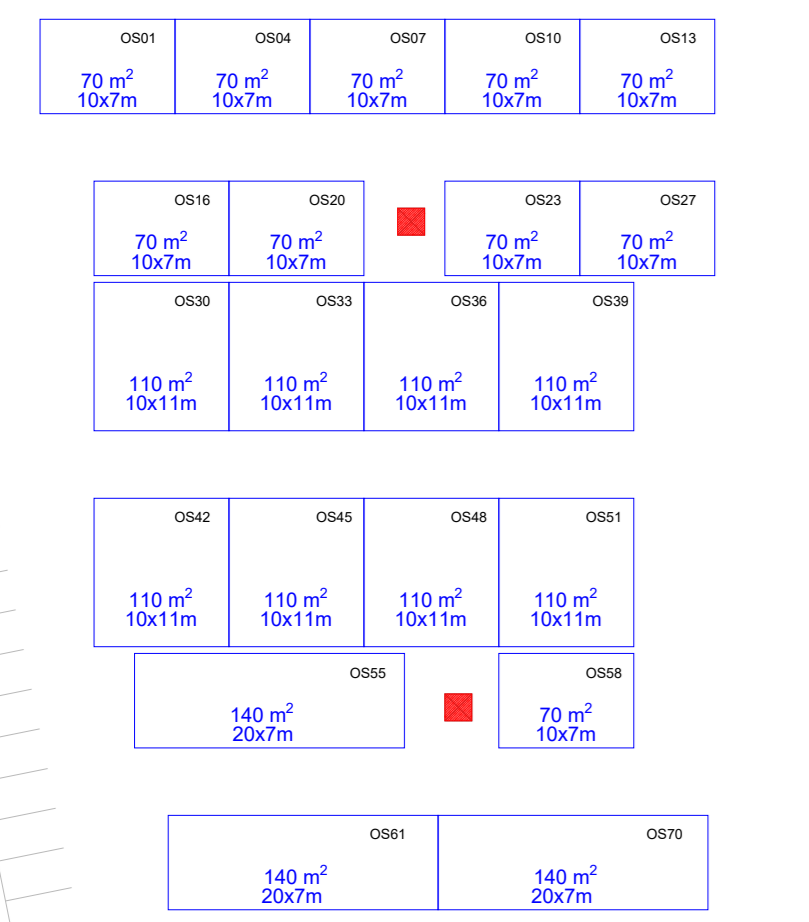 OS01 OS04 OS07 OS10 OS13
70 m² 70 m² 70 m² 70 m² 70 m²
10x7m 10x7m 10x7m 10x7m 10x7m
OS16 OS20 OS23 OS27
70 m² 70 m² 70 m² 70 m²
10x7m 10x7m 10x7m 10x7m
OS30 OS33 OS36 OS39
110 m² 110 m² 110 m² 110 m²
10x11m 10x11m 10x11m 10x11m
OS42 OS45 OS48 OS51
110 m² 110 m² 110 m² 110 m²
10x11m 10x11m 10x11m 10x11m
OS55 OS58
140 m² 70 m²
20x7m 10x7m
OS61 OS70
140 m² 140 m²
20x7m 20x7m